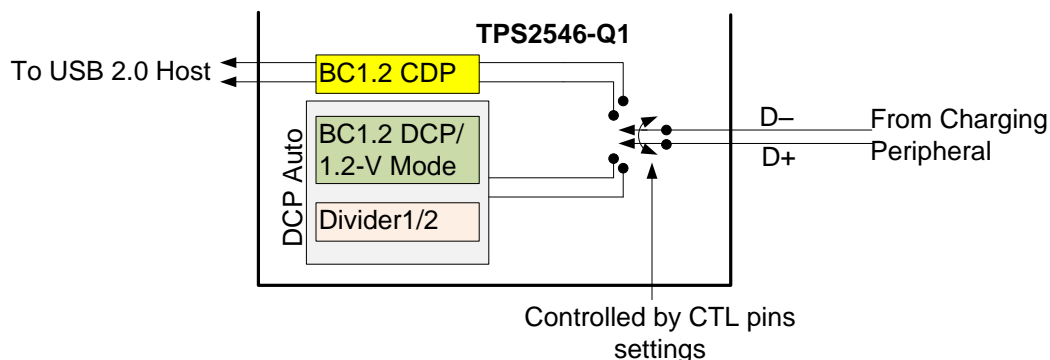 TPS2546-Q1
To USB 2.0 Host
BC1.2 CDP
DCP Auto
BC1.2 DCP/
1.2-V Mode
Divider1/2
D–
D+
From Charging
Peripheral
Controlled by CTL pins
settings